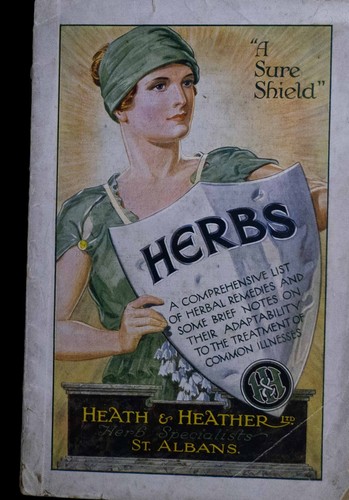 "A
Sure
Shield"
HERBS
A COMPREHENSIVE LIST
OF HERBAL REMEDIES AND
SOME BRIEF NOTES ON
THEIR ADAPTABILITY
TO THE TREATMENT OF
COMMON ILLNESSES
HEATH & HEATHER LTD
Herb Specialists
ST. ALBANS.